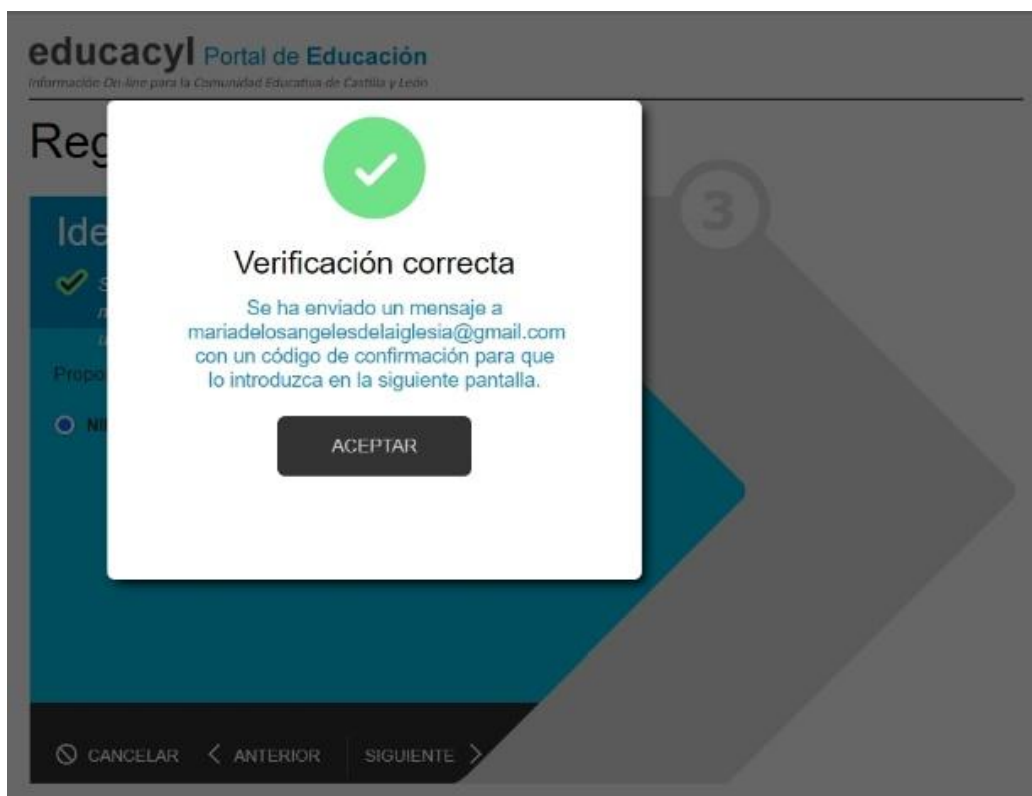 educacyl Portal de Educación
Información On-line para la Comunidad Educativa de Castilla y León
Reg
3
Ide
S
Verificación correcta
Se ha enviado un mensaje a
mariadelosangelesdelaiglesia@gmail.com
con un código de confirmación para que
lo introduzca en la siguiente pantalla.
Propo
NI
ACEPTAR
CANCELAR ANTERIOR SIGUIENTE